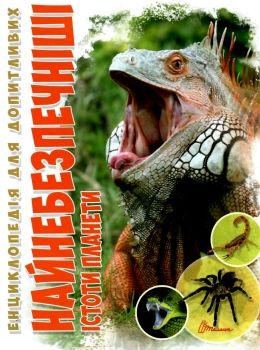 ЕНЦИКЛОПЕДІЯ ДЛЯ ДОПИТЛИВИХ
НАЙНЕБЕЗПЕЧНІШІ
ІСТОТИ ПЛАНЕТИ